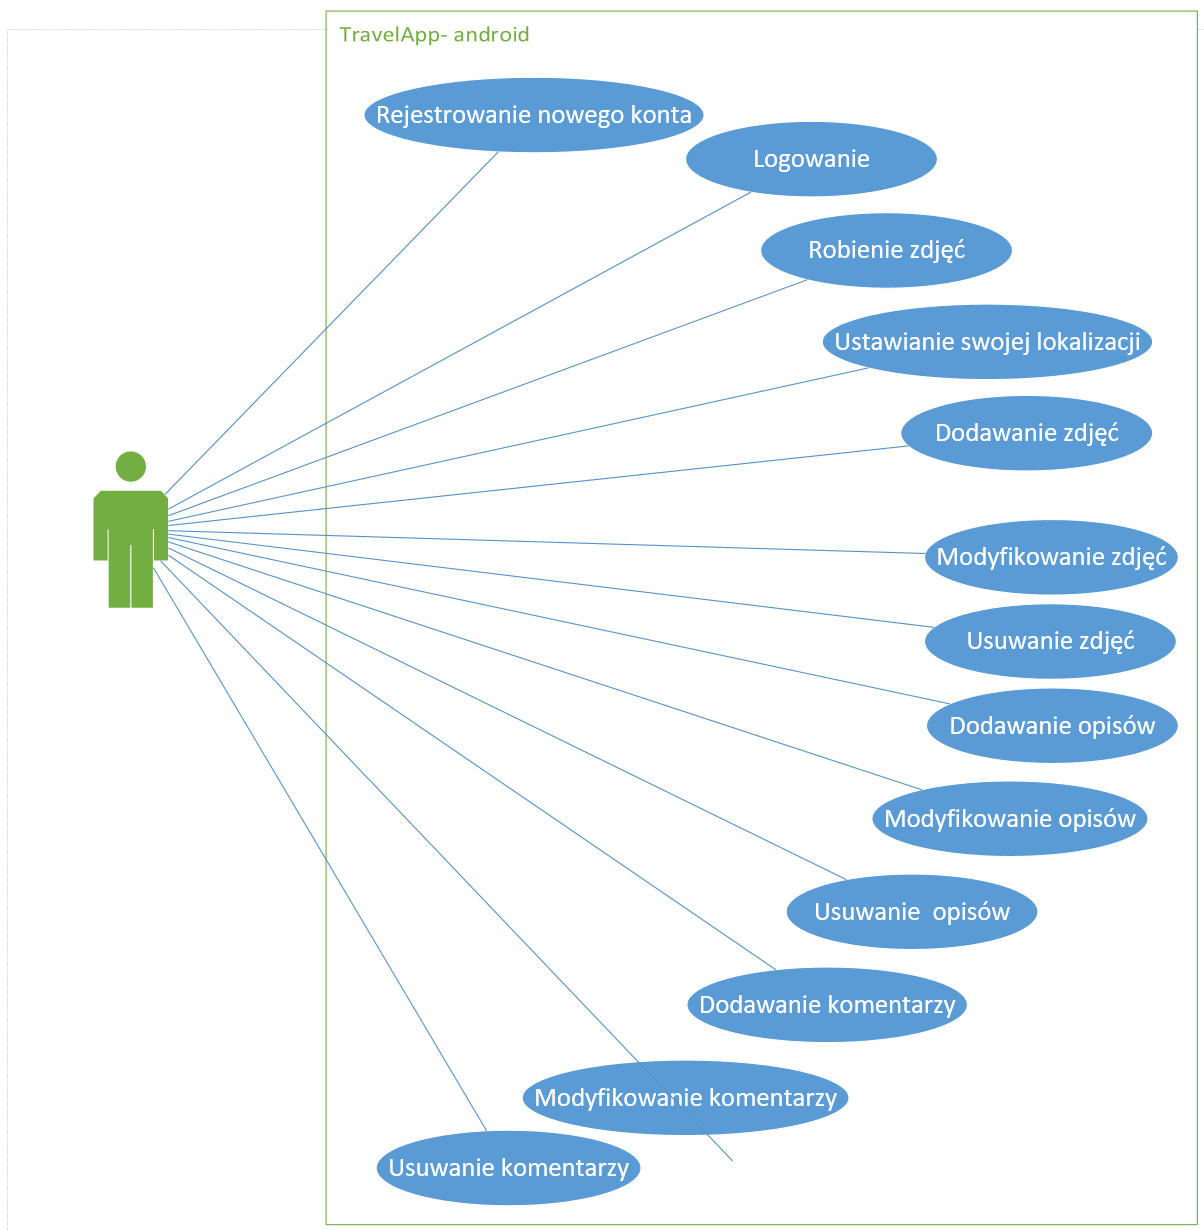 TravelApp- android
Rejestrowanie nowego konta
Logowanie
Robienie zdjęć
Ustawianie swojej lokalizacji
Dodawanie zdjęć
Modyfikowanie zdjęć
Usuwanie zdjęć
Dodawanie opisów
Modyfikowanie opisów
Usuwanie  opisów
Dodawanie komentarzy
Modyfikowanie komentarzy
Usuwanie komentarzy